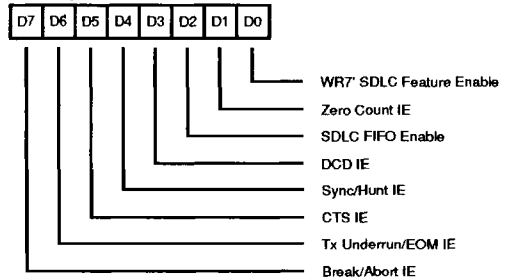 D7 D6 D5 D4 D3 D2 D1 D0
WR7' SDLC Feature Enable
Zero Count IE
SDLC FIFO Enable
DCD IE
Sync/Hunt IE
CTS IE
Tx Underrun/EOM IE
Break/Abort IE